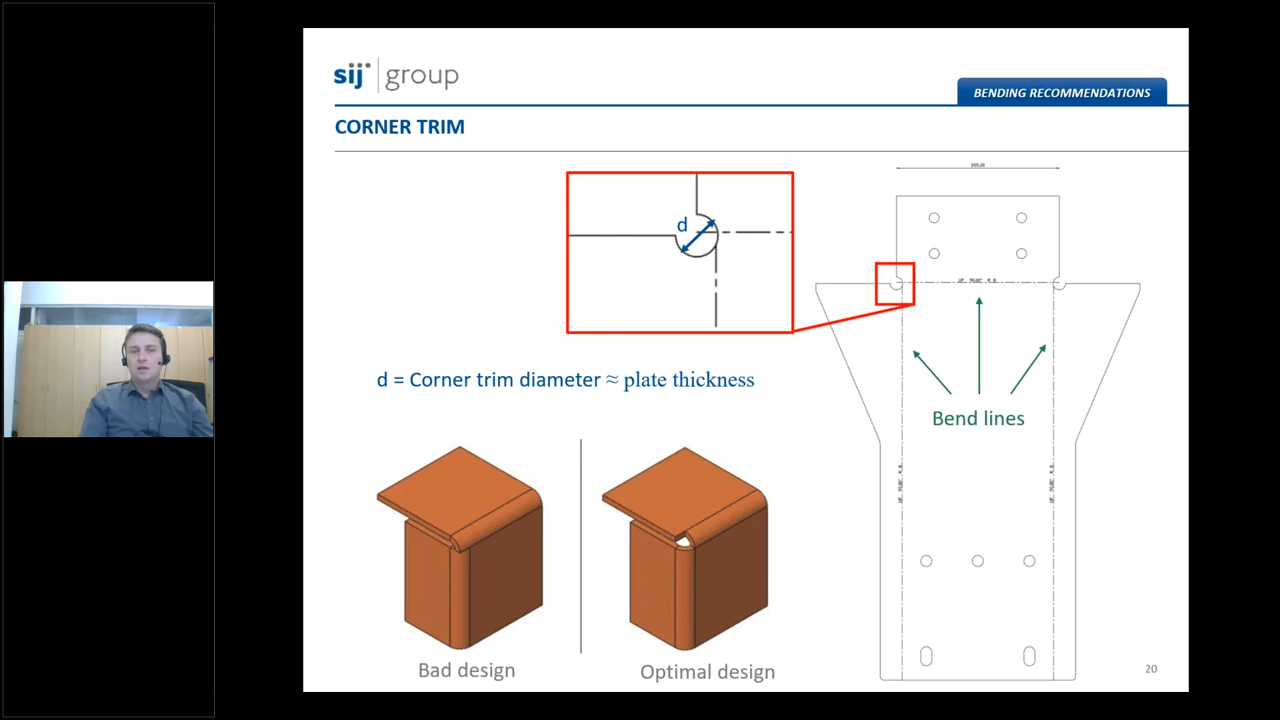 sij group
BENDING RECOMMENDATIONS
CORNER TRIM
d
d = Corner trim diameter ≈ plate thickness
Bend lines
Bad design
Optimal design
20